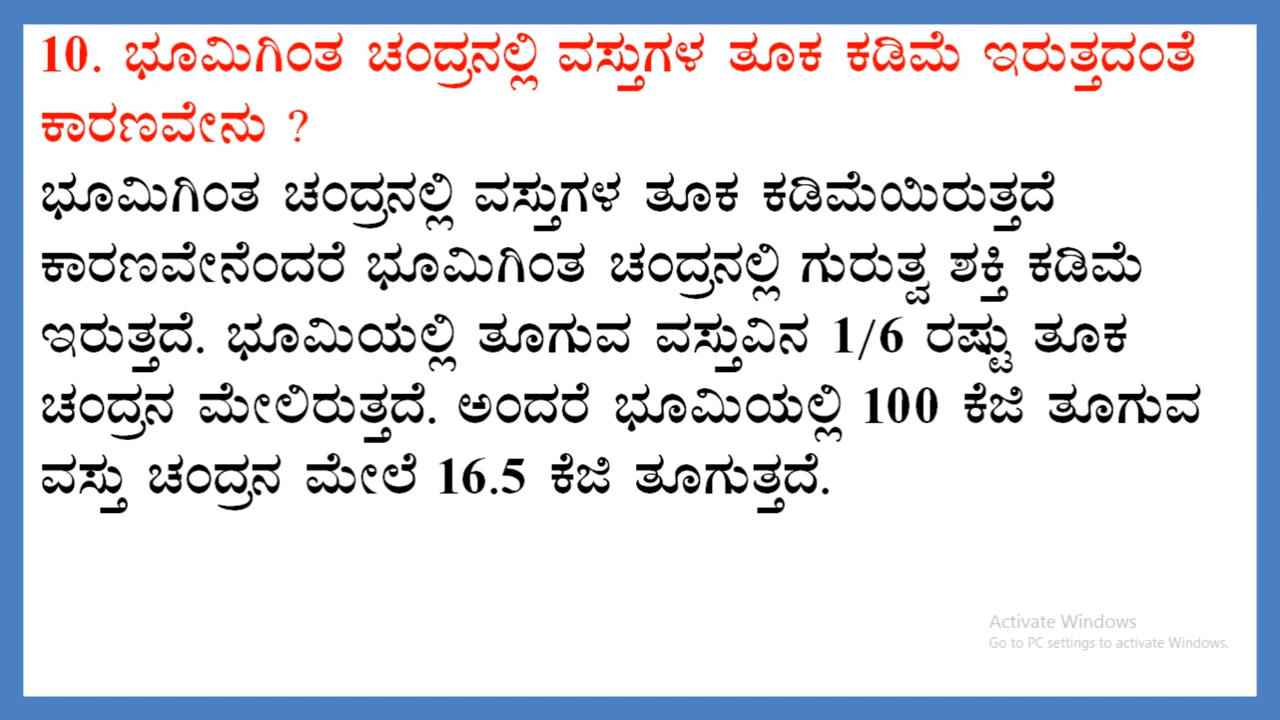 10. ಭೂಮಿಗಿಂತ ಚಂದ್ರನಲ್ಲಿ ವಸ್ತುಗಳ ತೂಕ ಕಡಿಮೆ ಇರುತ್ತದಂತೆ
ಕಾರಣವೇನು ?
ಭೂಮಿಗಿಂತ ಚಂದ್ರನಲ್ಲಿ ವಸ್ತುಗಳ ತೂಕ ಕಡಿಮೆಯಿರುತ್ತದೆ
ಕಾರಣವೇನೆಂದರೆ ಭೂಮಿಗಿಂತ ಚಂದ್ರನಲ್ಲಿ ಗುರುತ್ವ ಶಕ್ತಿ ಕಡಿಮೆ
ಇರುತ್ತದೆ. ಭೂಮಿಯಲ್ಲಿ ತೂಗುವ ವಸ್ತುವಿನ 1/6 ರಷ್ಟು ತೂಕ
ಚಂದ್ರನ ಮೇಲಿರುತ್ತದೆ. ಅಂದರೆ ಭೂಮಿಯಲ್ಲಿ 100 ಕೆಜಿ ತೂಗುವ
ವಸ್ತು ಚಂದ್ರನ ಮೇಲೆ 16.5 ಕೆಜಿ ತೂಗುತ್ತದೆ.
Activate Windows
Go to PC settings to activate Windows.